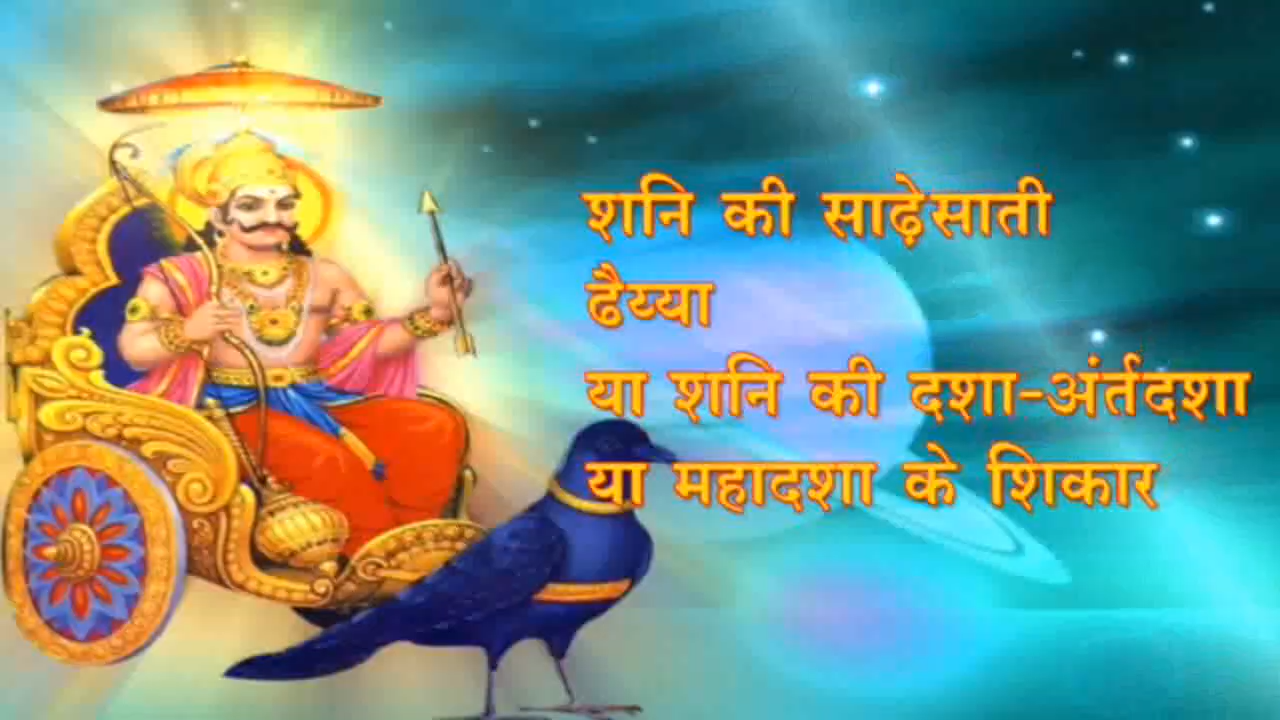 शनि की साढ़ेसाती
ढैय्या
या शनि की दशा-अंर्तदशा
या महादशा के शिकार